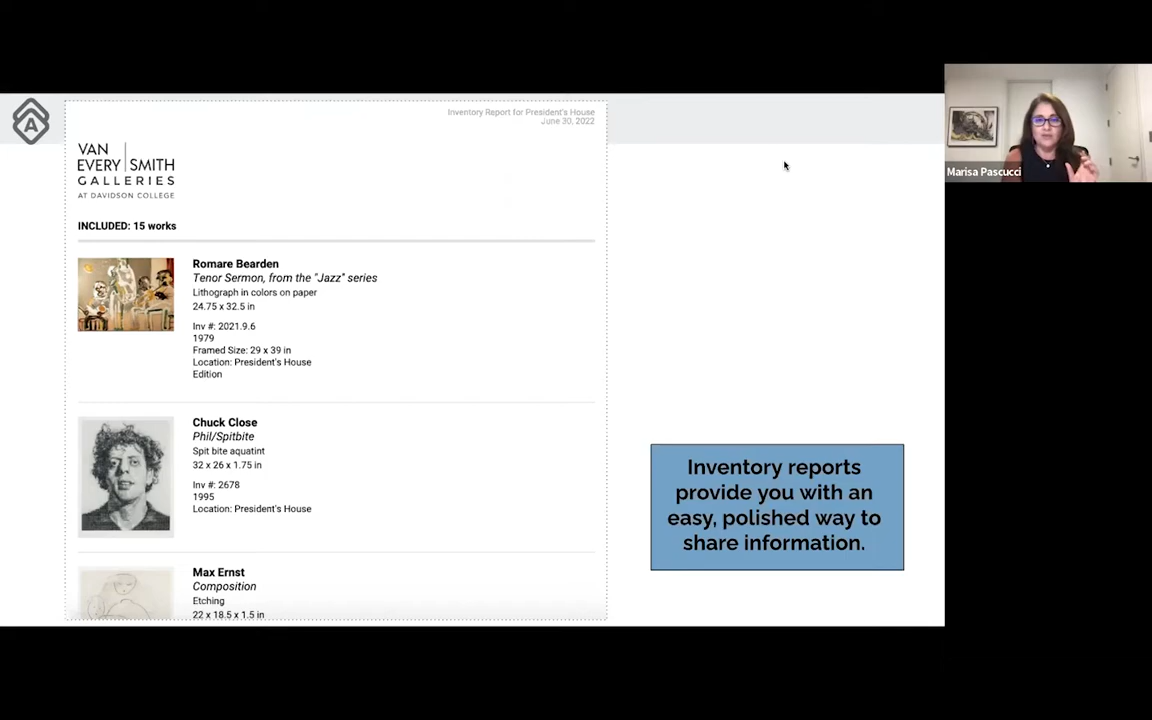 Inventory Report for President's House
June 30, 2022
A
VAN
EVERY SMITH
GALLERIES
AT DAVIDSON COLLEGE
INCLUDED: 15 works
Romare Bearden
Tenor Sermon, from the "Jazz" series
Lithograph in colors on paper
24.75 x 32.5 in
Inv #: 2021.9.6
1979
Framed Size: 29 x 39 in
Location: President's House
Edition
Chuck Close
Phil/Spitbite
Spit bite aquatint
32 x 26 x 1.75 in
Inv #: 2678
1995
Location: President's House
Max Ernst
Composition
Etching
22 x 18.5 x 1.5 in
Inventory reports
provide you with an
easy, polished way to
share information.
Marisa Pascucci